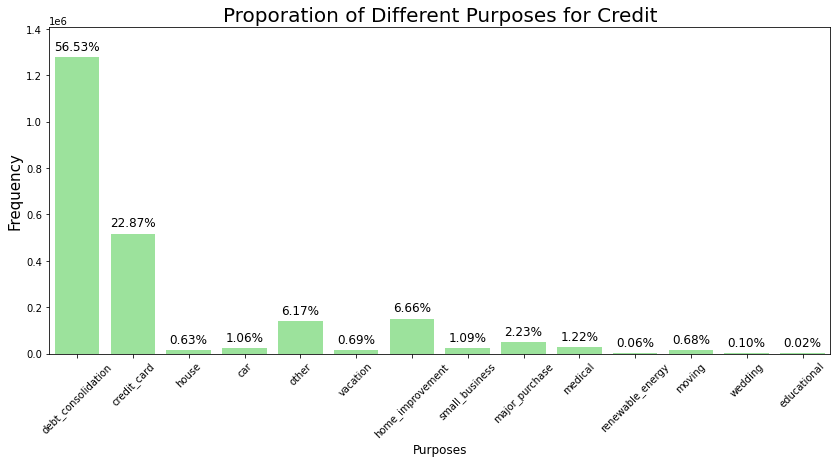 Proporation of Different Purposes for Credit
1e6
1.4
1.2
1.0
0.8
0.6
0.4
0.2
0.0
Frequency
56.53%
22.87%
0.63%
1.06%
6.17%
0.69%
6.66%
1.09%
2.23%
1.22%
0.06%
0.68%
0.10%
0.02%
debt_consolidation
credit_card
house
car
other
vacation
home_improvement
small_business
major_purchase
medical
renewable_energy
moving
wedding
educational
Purposes